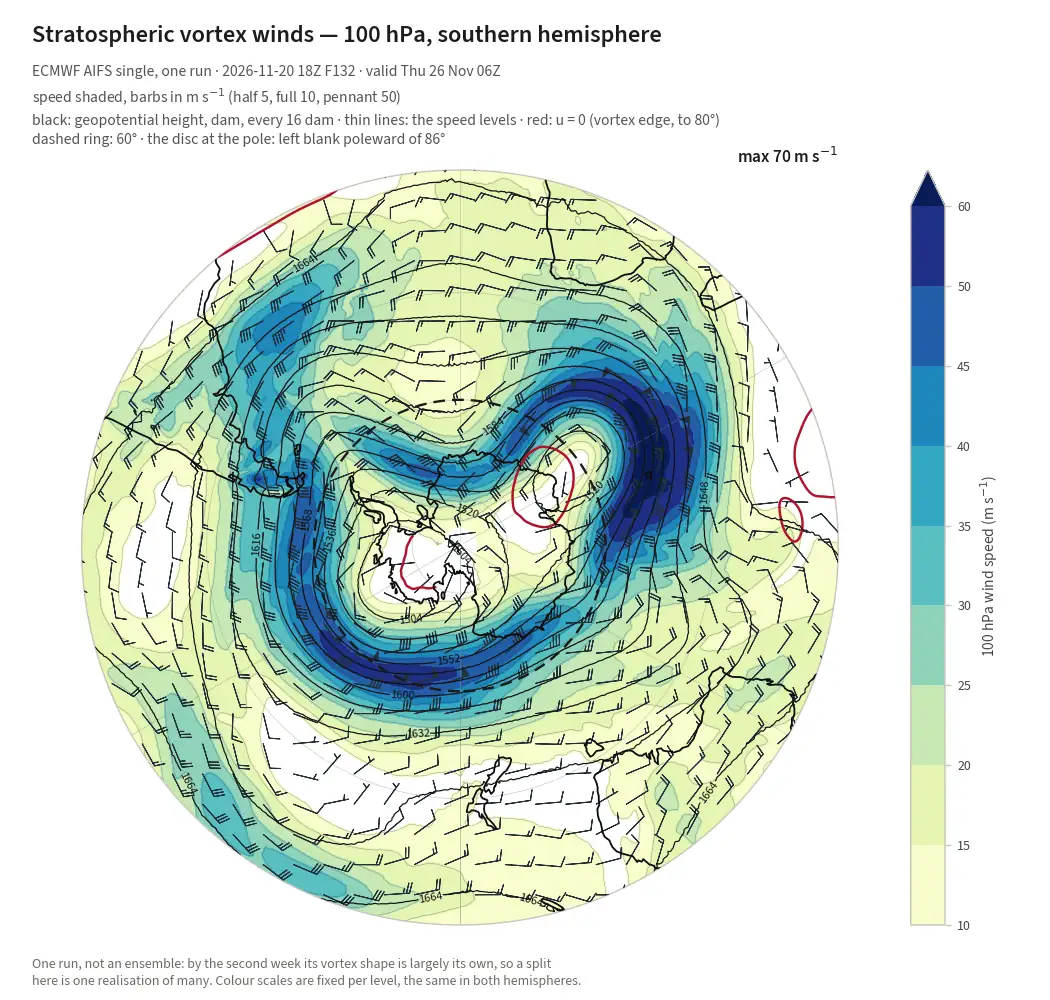 Stratospheric vortex winds — 100 hPa, southern hemisphere
ECMWF AIFS single, one run · 2026-11-20 18Z F132 · valid Thu 26 Nov 06Z
speed shaded, barbs in m s⁻¹ (half 5, full 10, pennant 50)
black: geopotential height, dam, every 16 dam · thin lines: the speed levels · red: u = 0 (vortex edge, to 80°)
dashed ring: 60° · the disc at the pole: left blank poleward of 86°
max 70 m s⁻¹
60
50
45
40
35
30
25
20
15
10
100 hPa wind speed (m s⁻¹)
1664
1584
1520
1648
1568
1536
1616
1504
1552
1600
1632
1664
1664
1664
One run, not an ensemble: by the second week its vortex shape is largely its own, so a split
here is one realisation of many. Colour scales are fixed per level, the same in both hemispheres.